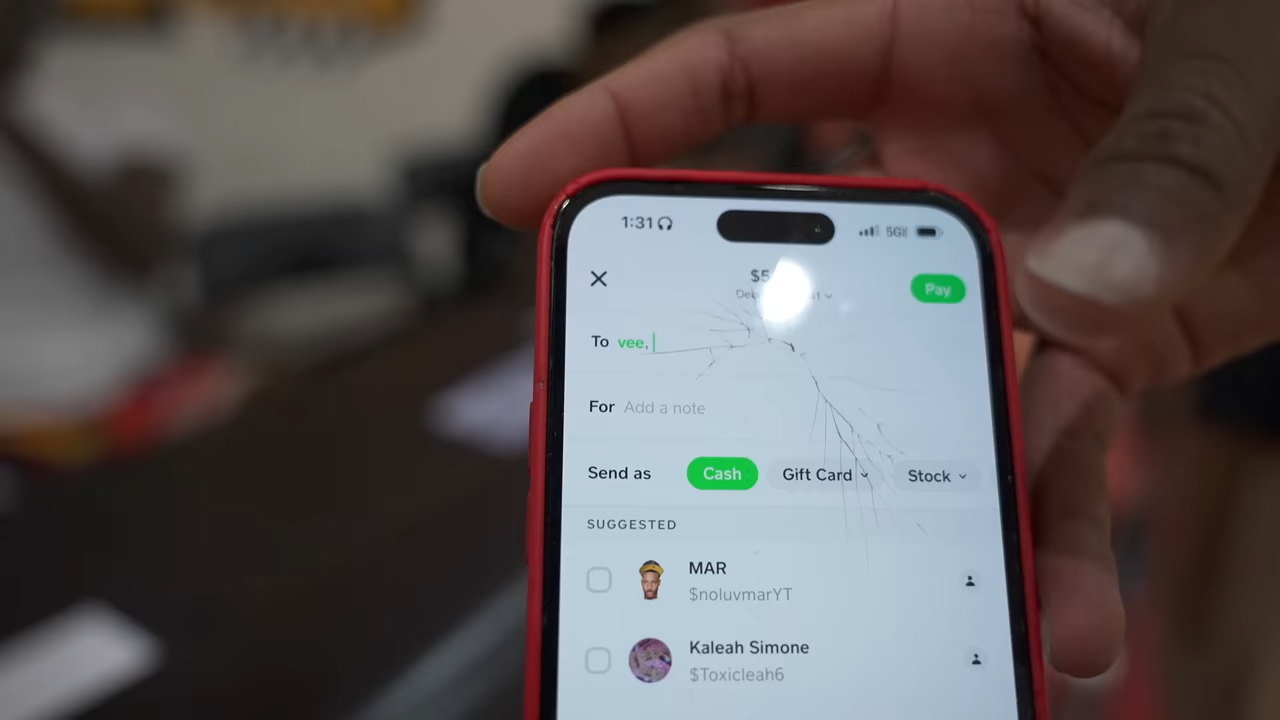 1:31 5G
Pay
To vee,
For Add a note
Send as Cash Gift Card Stock
SUGGESTED
MAR
$noluvmarYT
Kaleah Simone
$Toxicleah6